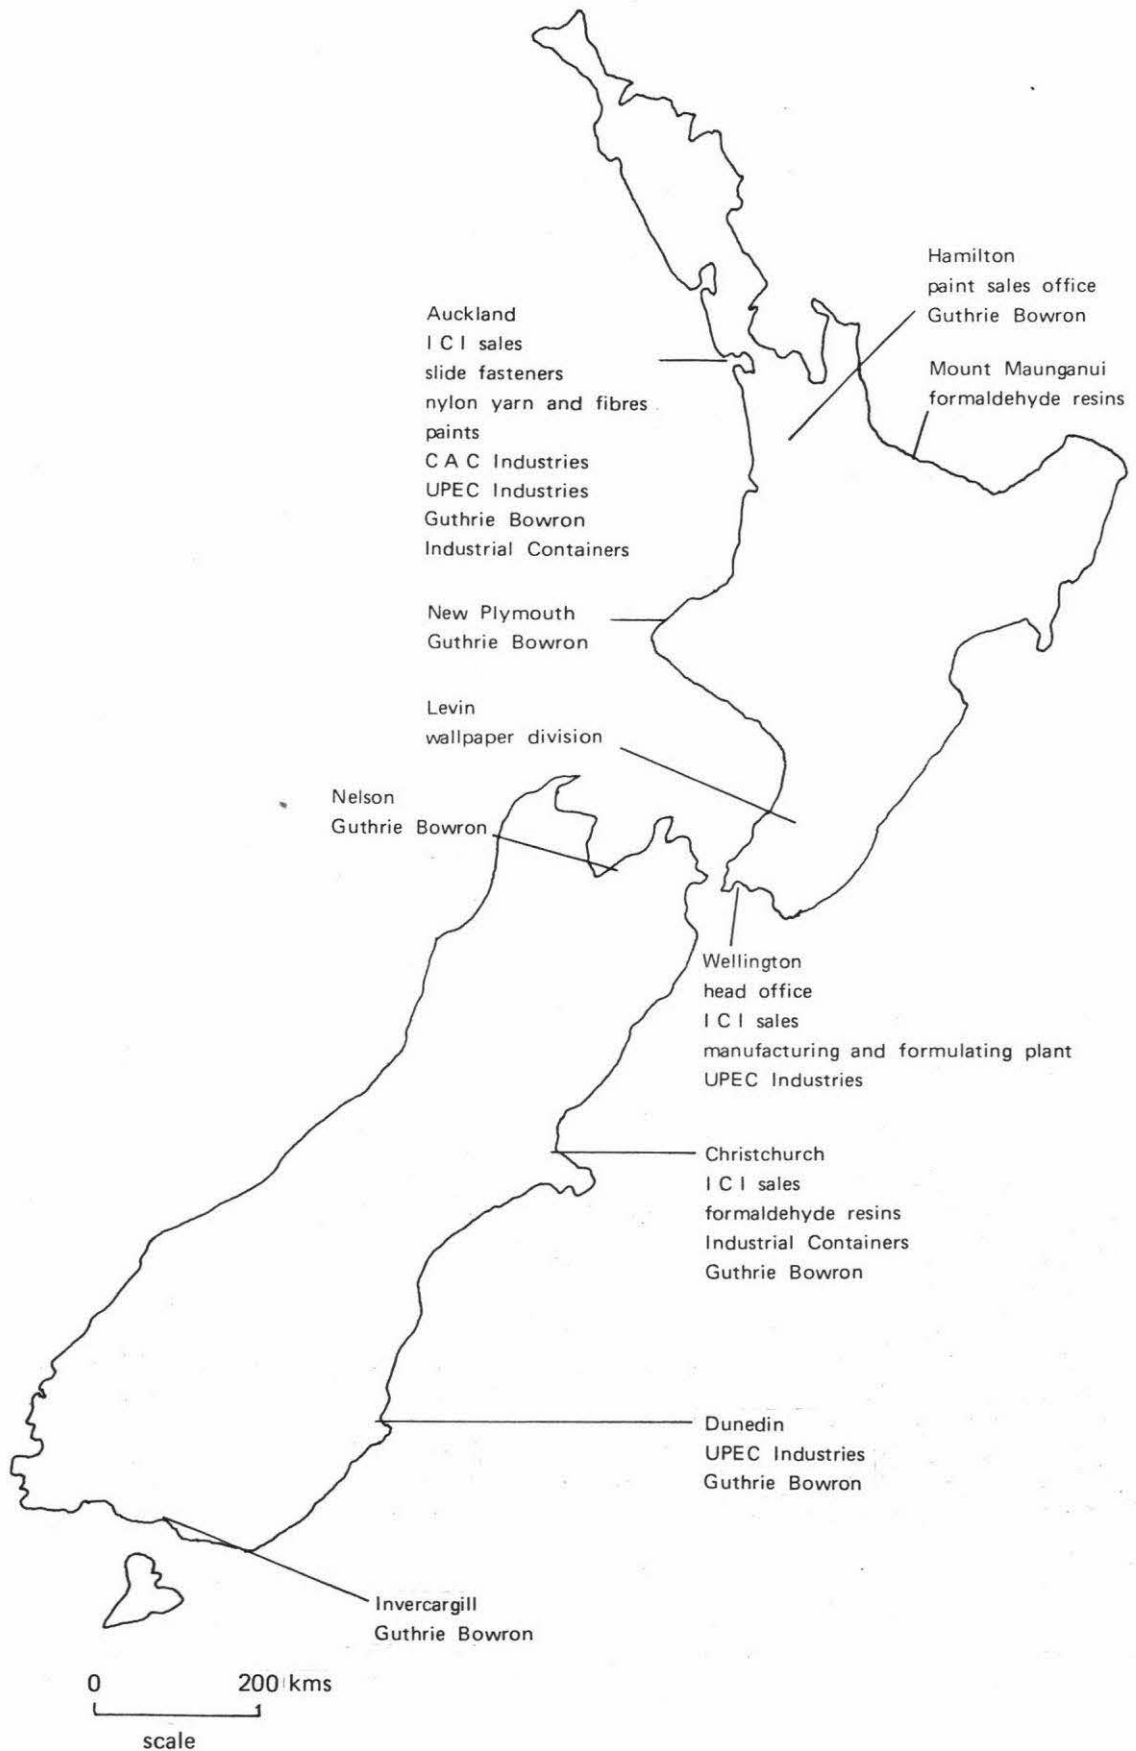 Hamilton
paint sales office
Guthrie Bowron
Auckland
I C I sales
slide fasteners
nylon yarn and fibres
paints
C A C Industries
UPEC Industries
Guthrie Bowron
Industrial Containers
Mount Maunganui
formaldehyde resins
New Plymouth
Guthrie Bowron
Levin
wallpaper division
Nelson
Guthrie Bowron
Wellington
head office
I C I sales
manufacturing and formulating plant
UPEC Industries
Christchurch
I C I sales
formaldehyde resins
Industrial Containers
Guthrie Bowron
Dunedin
UPEC Industries
Guthrie Bowron
Invercargill
Guthrie Bowron
0 200 kms
scale